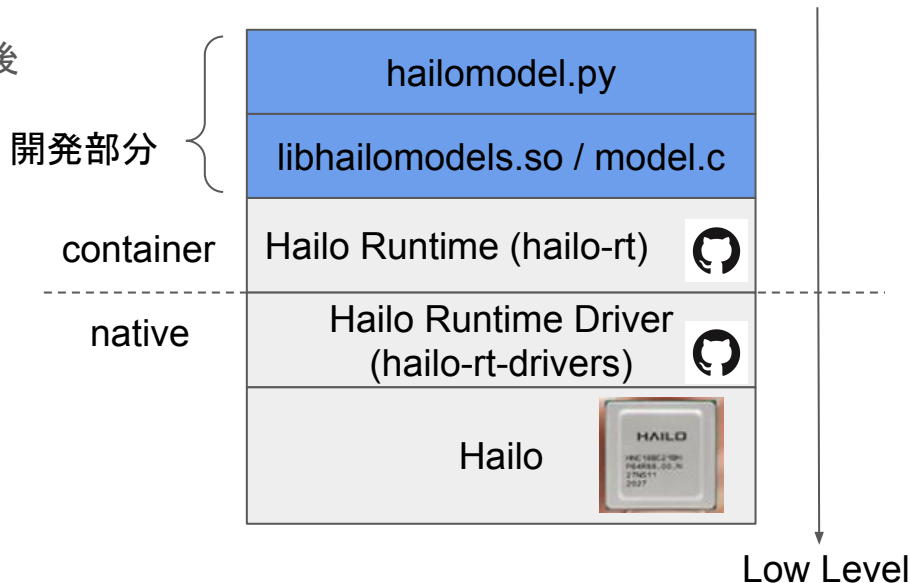 後
hailomodel.py
開発部分
libhailomodels.so / model.c
container
Hailo Runtime (hailo-rt)
native
Hailo Runtime Driver
(hailo-rt-drivers)
Hailo
HAILO
2027
Low Level